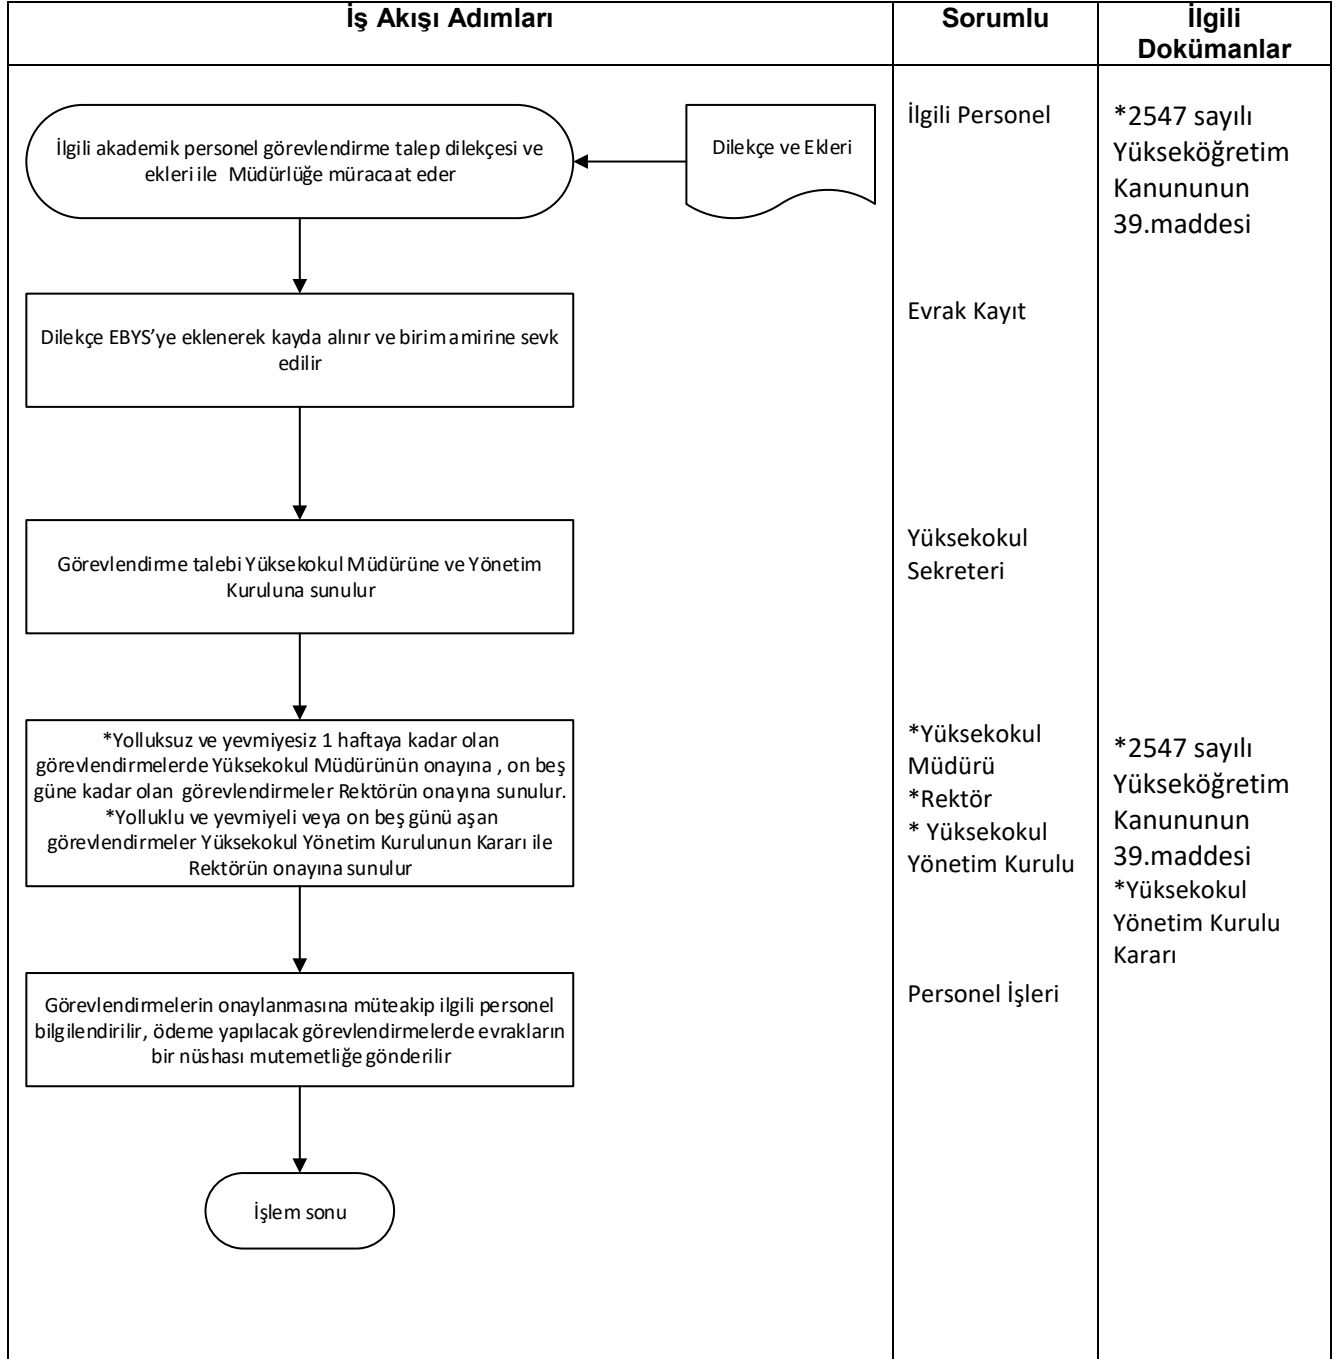 İş Akışı Adımları
Sorumlu
İlgili
Dokümanlar
İlgili akademik personel görevlendirme talep dilekçesi ve
ekleri ile Müdürlüğe müracaat eder
Dilekçe ve Ekleri
İlgili Personel
*2547 sayılı
Yükseköğretim
Kanununun
39.maddesi
Dilekçe EBYS’ye eklenerek kayda alınır ve birim amirine sevk
edilir
Evrak Kayıt
Görevlendirme talebi Yüksekokul Müdürüne ve Yönetim
Kuruluna sunulur
Yüksekokul
Sekreteri
*Yolluksuz ve yevmiyesiz 1 haftaya kadar olan
görevlendirmelerde Yüksekokul Müdürünün onayına , on beş
güne kadar olan görevlendirmeler Rektörün onayına sunulur.
*Yolluklu ve yevmiyeli veya on beş günü aşan
görevlendirmeler Yüksekokul Yönetim Kurulunun Kararı ile
Rektörün onayına sunulur
*Yüksekokul
Müdürü
*Rektör
* Yüksekokul
Yönetim Kurulu
*2547 sayılı
Yükseköğretim
Kanununun
39.maddesi
*Yüksekokul
Yönetim Kurulu
Kararı
Görevlendirmelerin onaylanmasına müteakip ilgili personel
bilgilendirilir, ödeme yapılacak görevlendirmelerde evrakların
bir nüshası mutemetliğe gönderilir
Personel İşleri
İşlem sonu